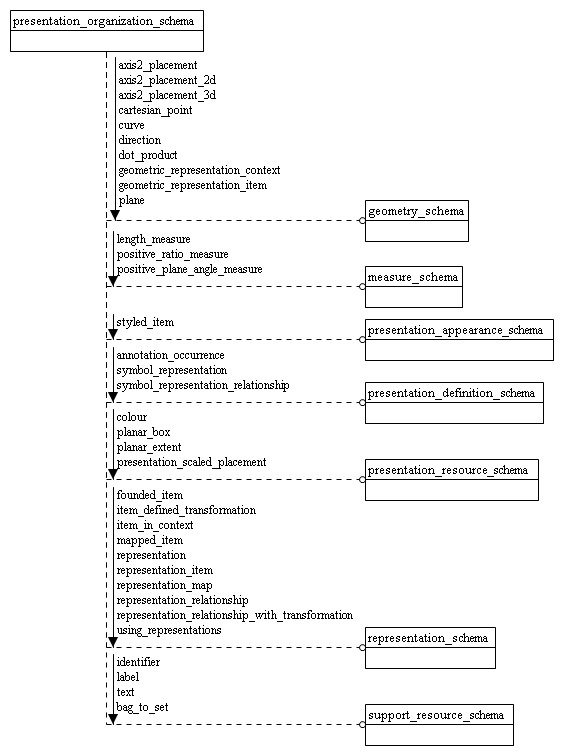 presentation_organization_schema
axis2_placement
axis2_placement_2d
axis2_placement_3d
cartesian_point
curve
direction
dot_product
geometric_representation_context
geometric_representation_item
plane
geometry_schema
length_measure
positive_ratio_measure
positive_plane_angle_measure
measure_schema
styled_item
presentation_appearance_schema
annotation_occurrence
symbol_representation
symbol_representation_relationship
presentation_definition_schema
colour
planar_box
planar_extent
presentation_scaled_placement
presentation_resource_schema
founded_item
item_defined_transformation
item_in_context
mapped_item
representation
representation_item
representation_map
representation_relationship
representation_relationship_with_transformation
using_representations
representation_schema
identifier
label
text
bag_to_set
support_resource_schema